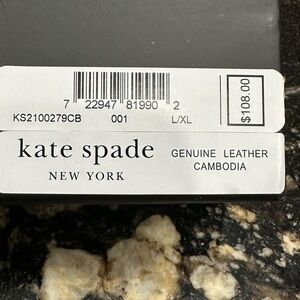 7 22947 81990 2
KS2100279CB 001 L/XL
$108.00
kate spade
NEW YORK
GENUINE LEATHER
CAMBODIA